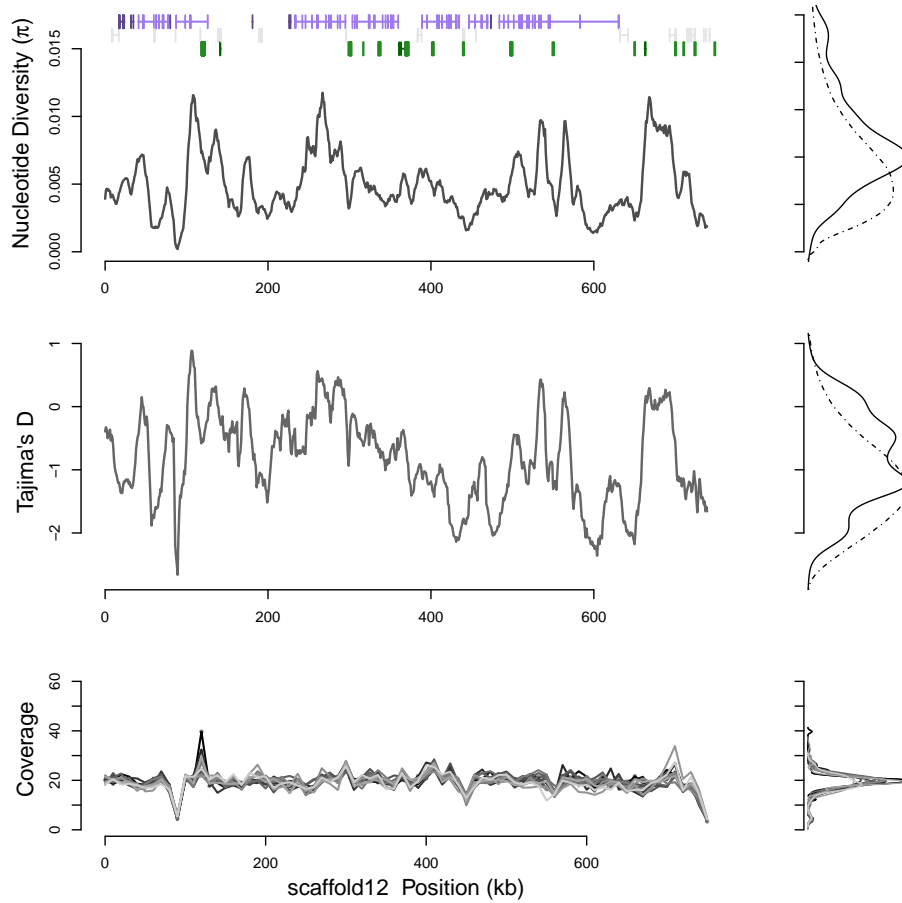 Nucleotide Diversity (π)
0.015
0.010
0.005
0.000
0 200 400 600
Tajima's D
1
0
−1
−2
0 200 400 600
Coverage
60
40
20
0
0 200 400 600
scaffold12 Position (kb)